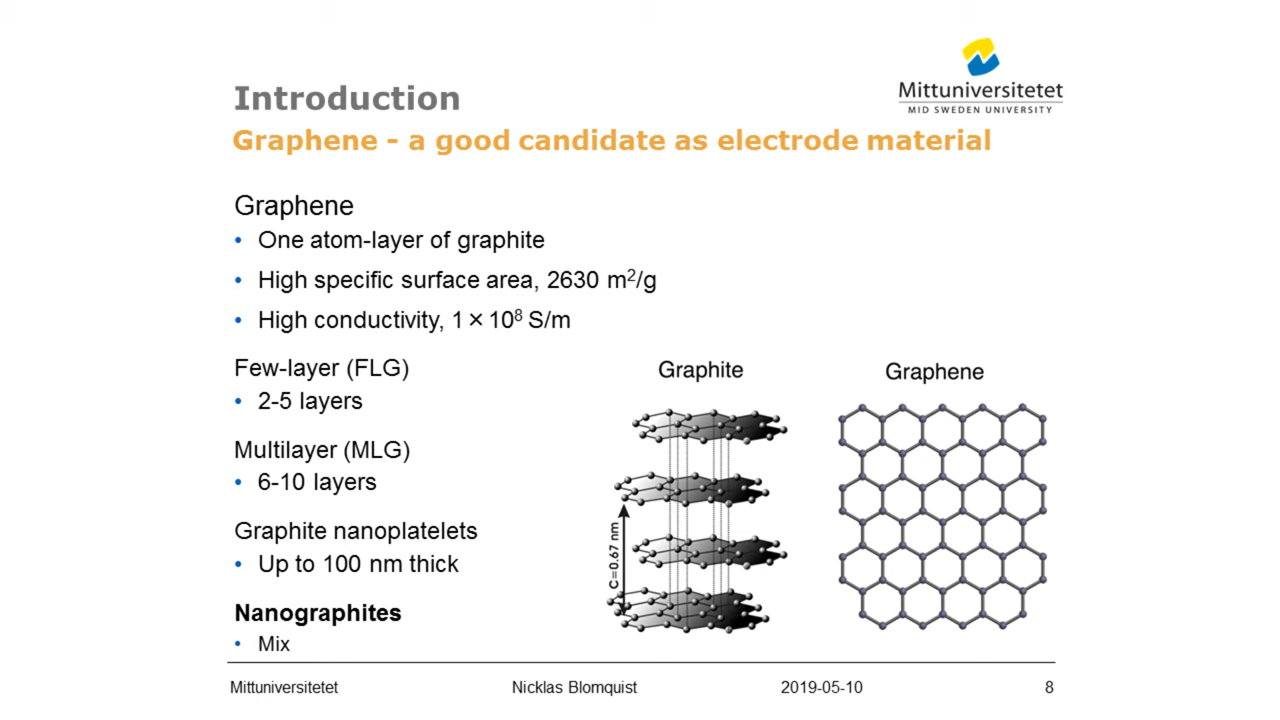 Mittuniversitetet
MID SWEDEN UNIVERSITY
Introduction
Graphene - a good candidate as electrode material
Graphene
• One atom-layer of graphite
• High specific surface area, 2630 m²/g
• High conductivity, 1 × 10⁸ S/m
Few-layer (FLG)
• 2-5 layers
Multilayer (MLG)
• 6-10 layers
Graphite nanoplatelets
• Up to 100 nm thick
Nanographites
• Mix
Graphite
C=0.67 nm
Graphene
Mittuniversitetet
Nicklas Blomquist
2019-05-10
8